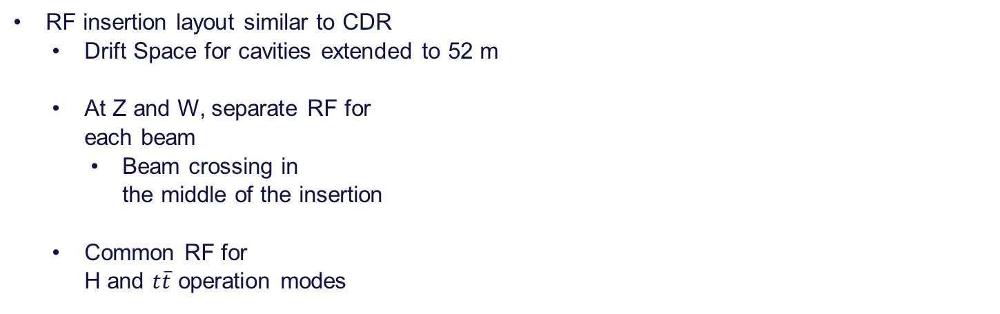 • RF insertion layout similar to CDR
• Drift Space for cavities extended to 52 m
• At Z and W, separate RF for
each beam
• Beam crossing in
the middle of the insertion
• Common RF for
H and 𝑡𝑡̅ operation modes